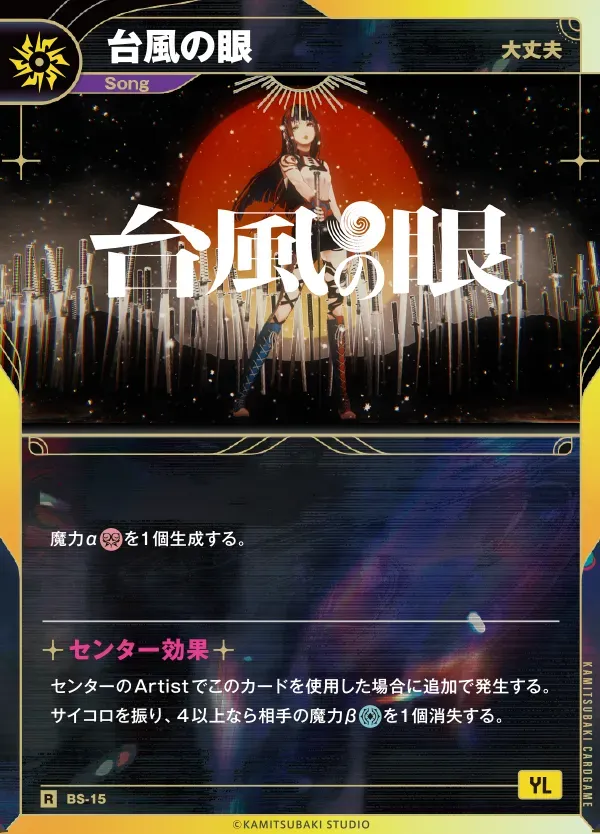 台風の眼
大丈夫
Song
台風の眼
魔力αを1個生成する。
センター効果
センターのArtistでこのカードを使用した場合に追加で発生する。
サイコロを振り、4以上なら相手の魔力βを1個消失する。
KAMITSUBAKI CARDGAME
YL
R BS-15
©KAMITSUBAKI STUDIO